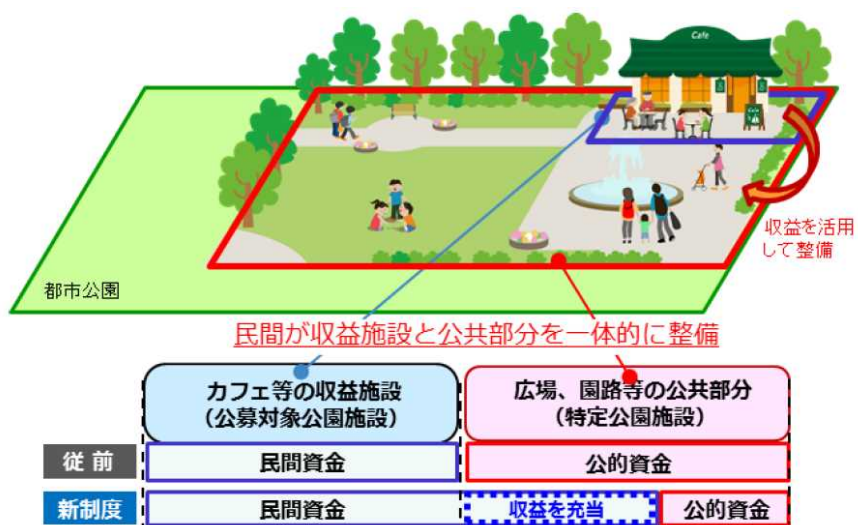 Cafe
Cafe
収益を活用
して整備
都市公園
民間が収益施設と公共部分を一体的に整備
カフェ等の収益施設
(公募対象公園施設)
広場、園路等の公共部分
(特定公園施設)
従 前
民間資金
公的資金
新制度
民間資金
収益を充当
公的資金